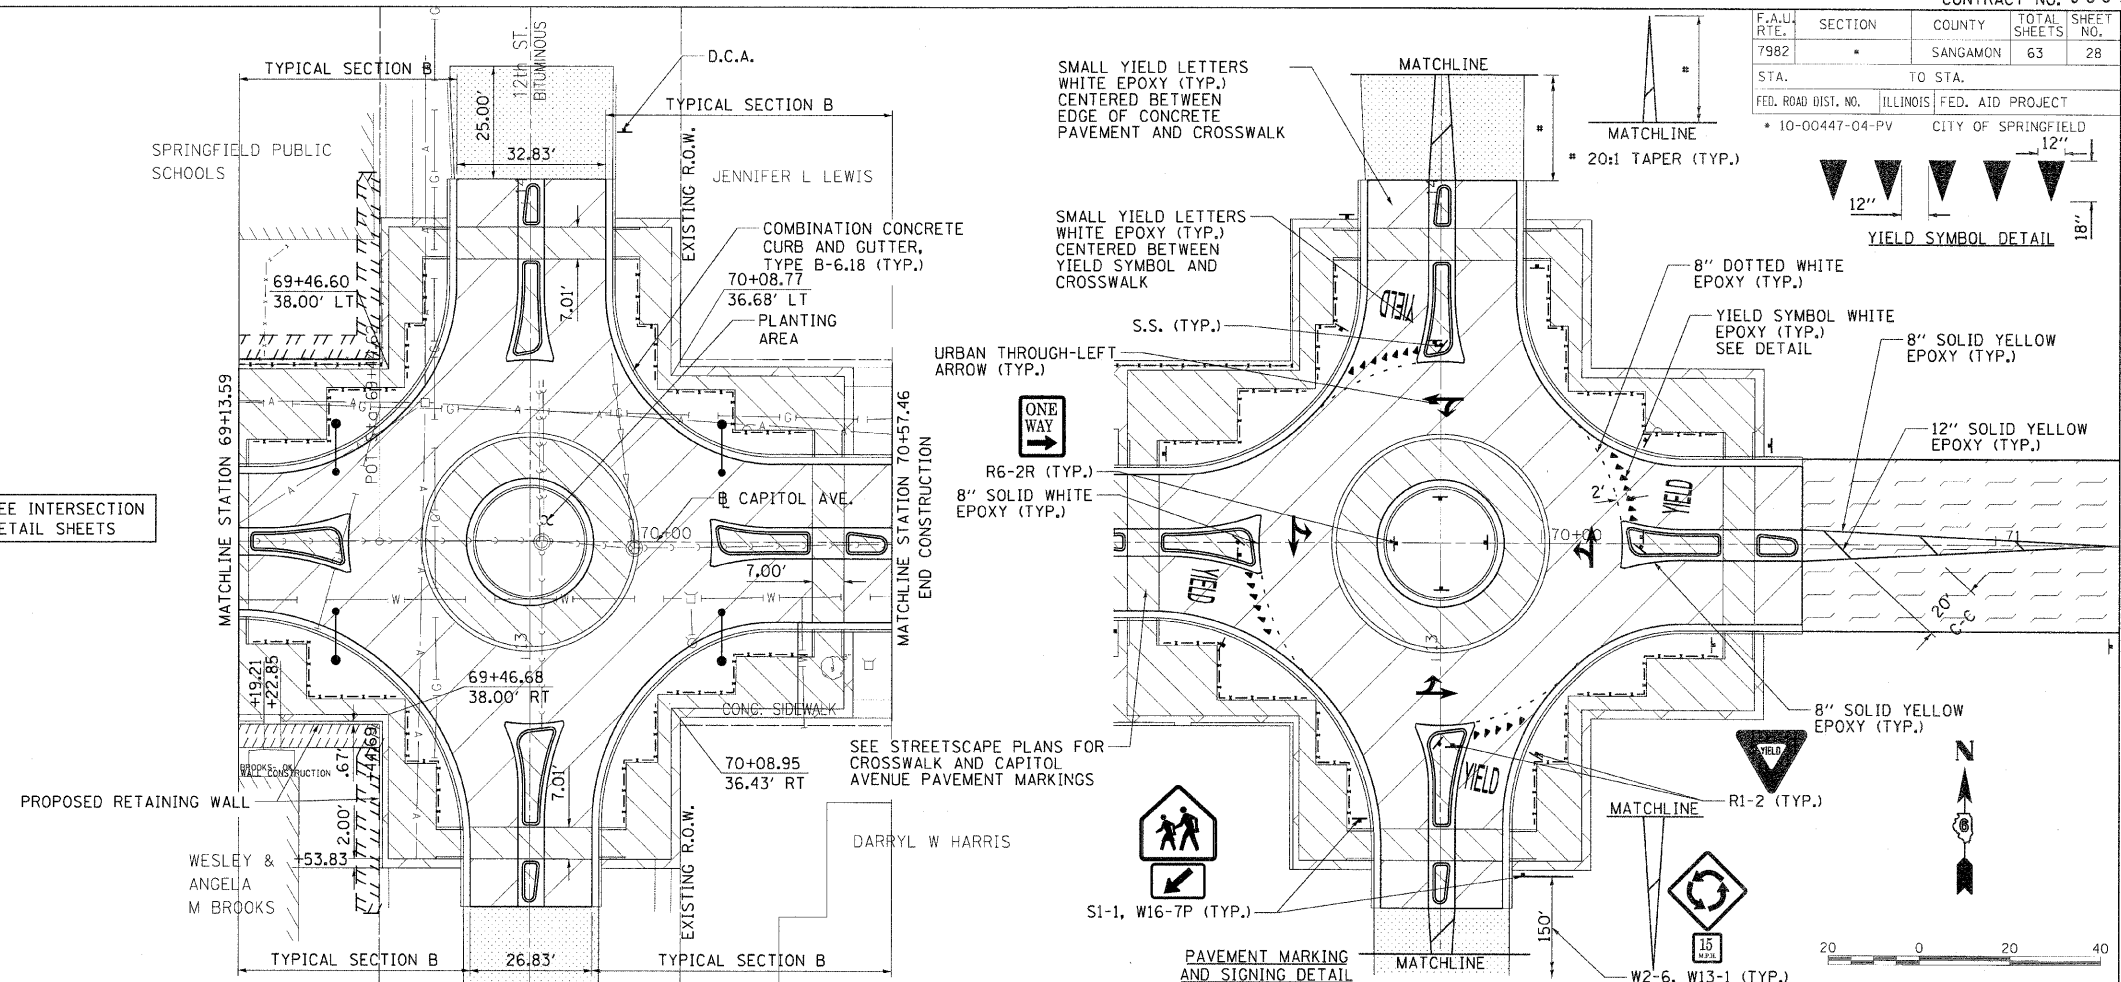 CONTRACT NO.
F.A.U. RTE.
SECTION
COUNTY
TOTAL SHEETS
SHEET NO.
7982
*
SANGAMON
63
28
STA.
TO STA.
FED. ROAD DIST. NO.
ILLINOIS
FED. AID PROJECT
* 10-00447-04-PV
CITY OF SPRINGFIELD
TYPICAL SECTION B
12th ST.
BITUMINOUS
D.C.A.
TYPICAL SECTION B
25.00'
32.83'
SPRINGFIELD PUBLIC
SCHOOLS
EXISTING R.O.W.
JENNIFER L LEWIS
COMBINATION CONCRETE
CURB AND GUTTER,
TYPE B-6.18 (TYP.)
69+46.60
38.00' LT
7.01'
70+08.77
36.68' LT
PLANTING
AREA
MATCHLINE STATION 69+13.59
MATCHLINE STATION 70+57.46
END CONSTRUCTION
SEE INTERSECTION
DETAIL SHEETS
CAPITOL AVE.
70+00
7.00'
13
+19.21
+22.85
69+46.68
38.00' RT
CONC. SIDEWALK
BROOKS- OK
WALL CONSTRUCTION
.67'
PROPOSED RETAINING WALL
2.00'
7.01'
70+08.95
36.43' RT
WESLEY &
ANGELA
M BROOKS
+53.83
EXISTING R.O.W.
DARRYL W HARRIS
TYPICAL SECTION B
26.83'
TYPICAL SECTION B
SMALL YIELD LETTERS
WHITE EPOXY (TYP.)
CENTERED BETWEEN
EDGE OF CONCRETE
PAVEMENT AND CROSSWALK
MATCHLINE
#
#
MATCHLINE
# 20:1 TAPER (TYP.)
12"
12"
18"
YIELD SYMBOL DETAIL
SMALL YIELD LETTERS
WHITE EPOXY (TYP.)
CENTERED BETWEEN
YIELD SYMBOL AND
CROSSWALK
8" DOTTED WHITE
EPOXY (TYP.)
YIELD
S.S. (TYP.)
YIELD SYMBOL WHITE
EPOXY (TYP.)
SEE DETAIL
8" SOLID YELLOW
EPOXY (TYP.)
URBAN THROUGH-LEFT
ARROW (TYP.)
ONE
WAY
12" SOLID YELLOW
EPOXY (TYP.)
R6-2R (TYP.)
8" SOLID WHITE
EPOXY (TYP.)
2'
YIELD
70+00
71
YIELD
20'
C-C
13
8" SOLID YELLOW
EPOXY (TYP.)
SEE STREETSCAPE PLANS FOR
CROSSWALK AND CAPITOL
AVENUE PAVEMENT MARKINGS
YIELD
YIELD
R1-2 (TYP.)
N
6
MATCHLINE
S1-1, W16-7P (TYP.)
150'
15
M.P.H.
PAVEMENT MARKING
AND SIGNING DETAIL
MATCHLINE
W2-6, W13-1 (TYP.)
20 0 20 40